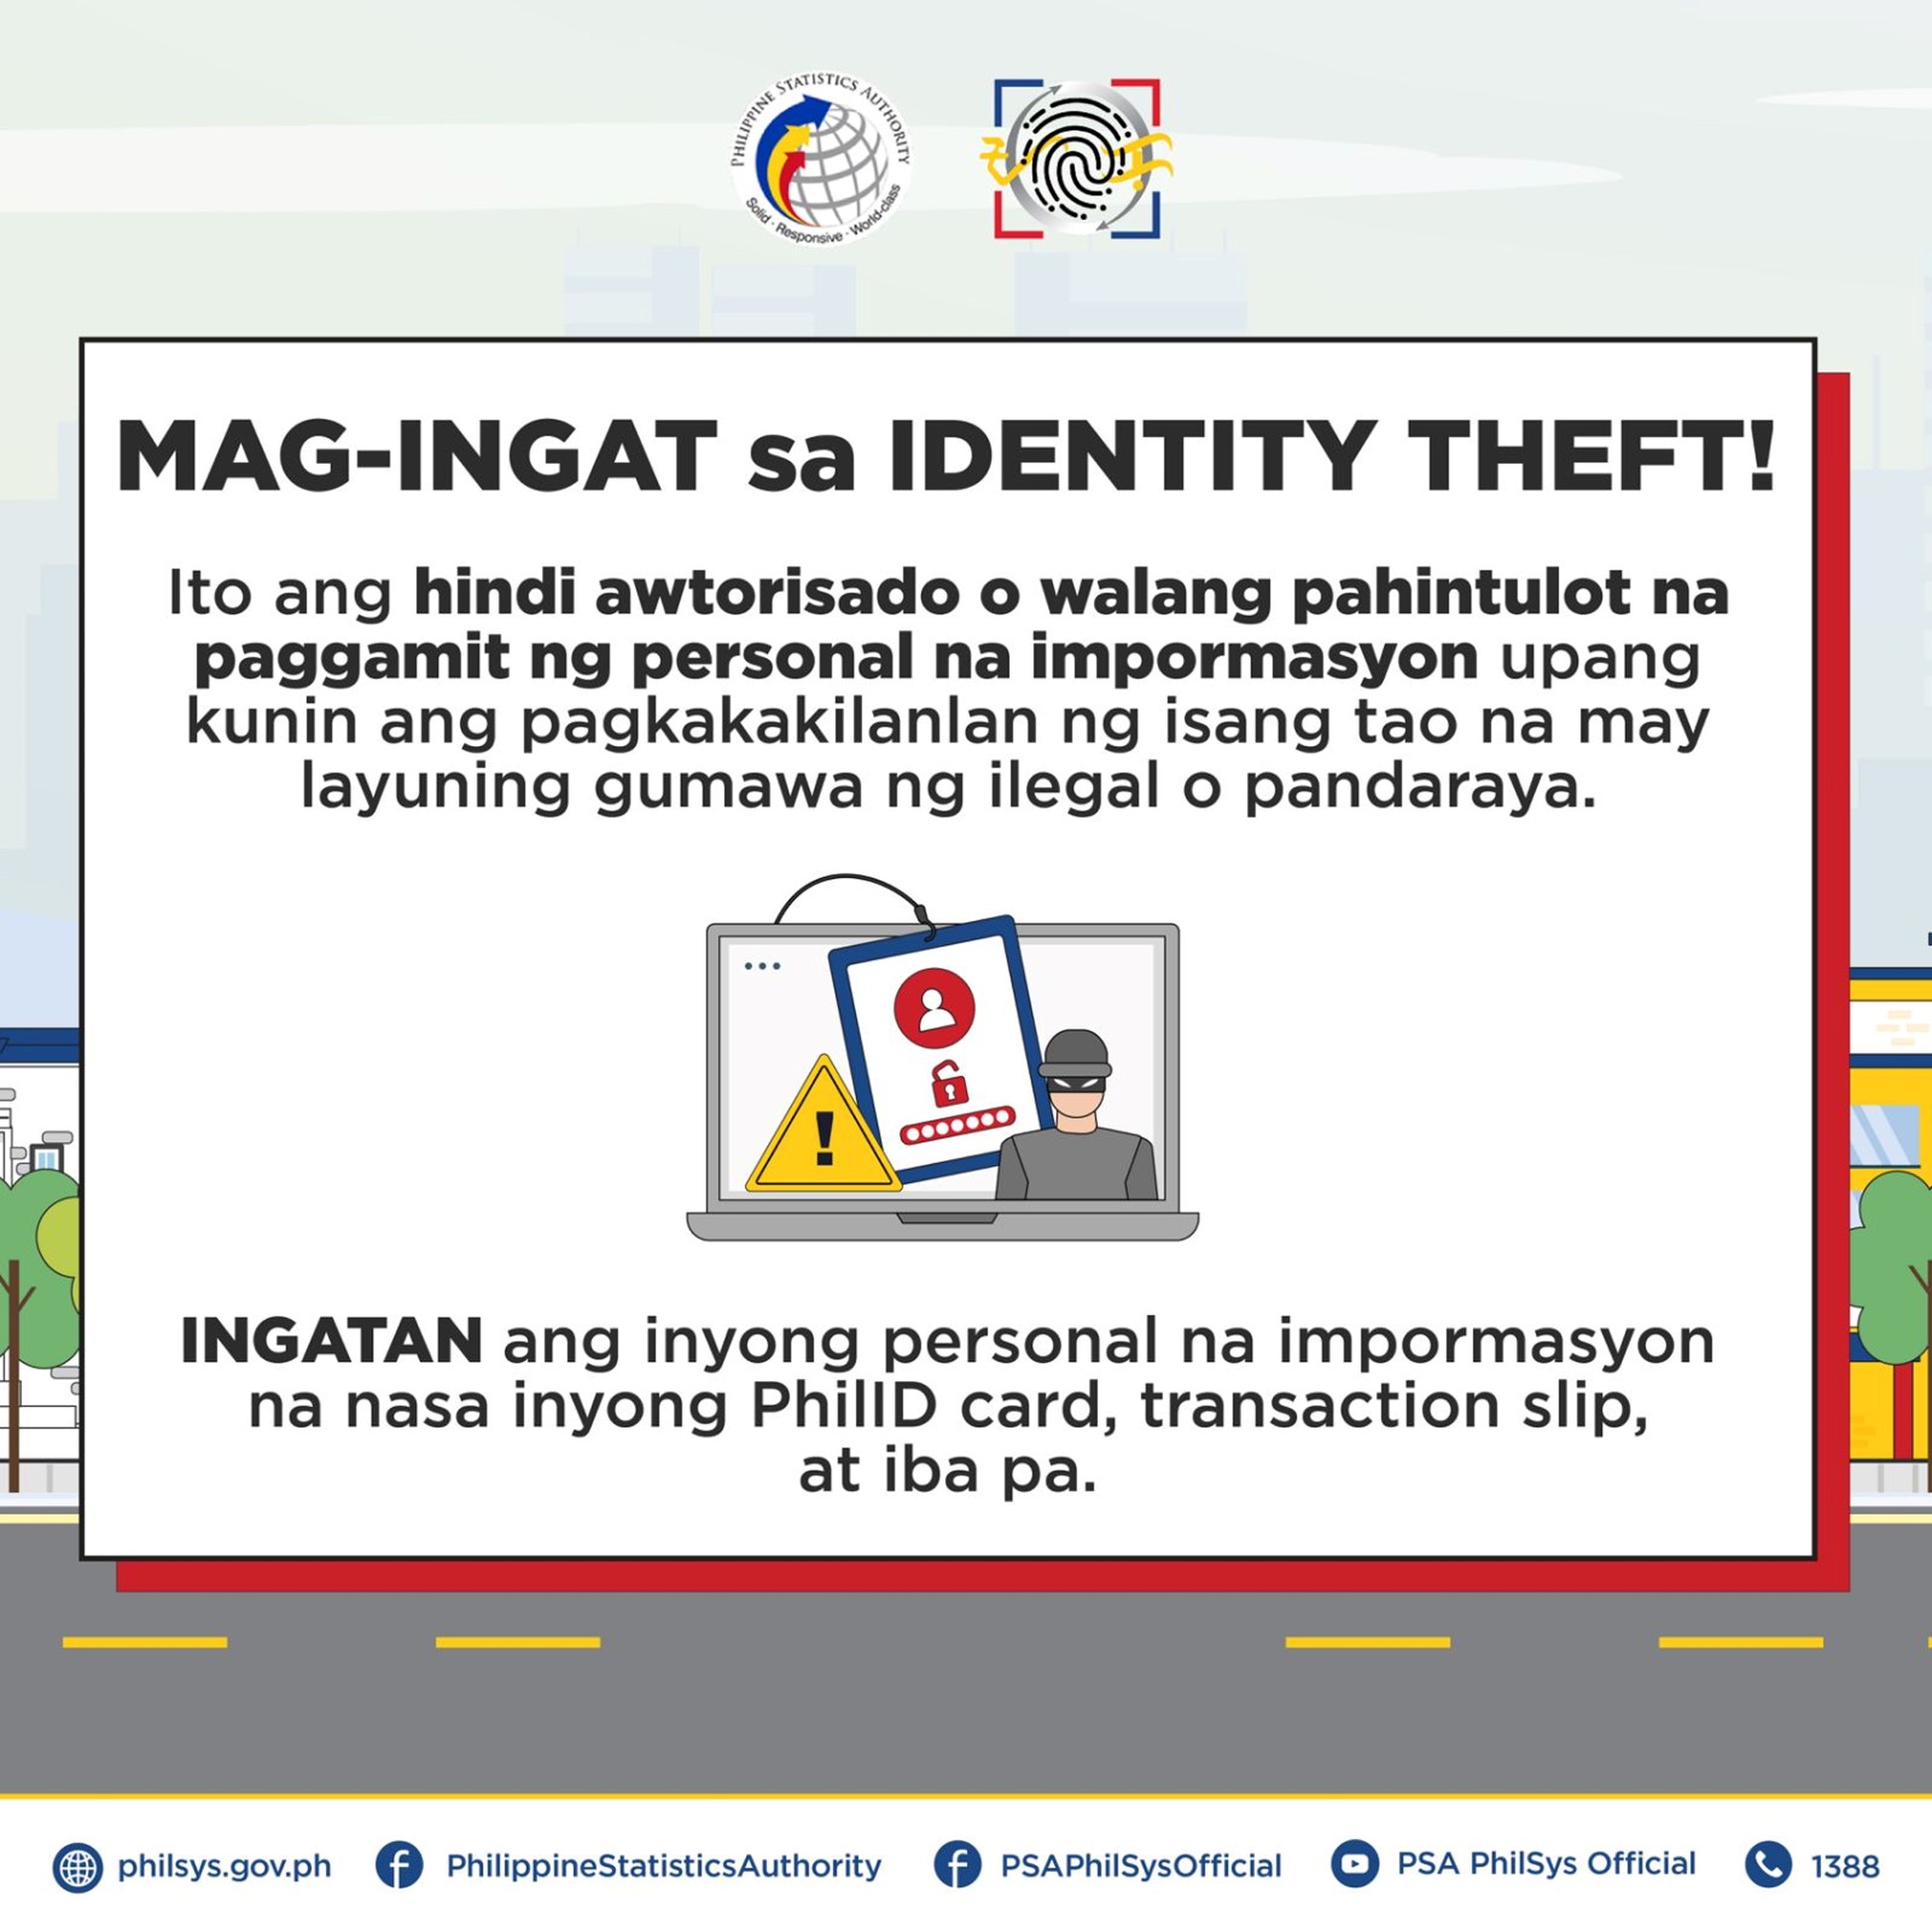 PHILIPPINE STATISTICS AUTHORITY
Solid · Responsive · World-class
MAG-INGAT sa IDENTITY THEFT!
Ito ang hindi awtorisado o walang pahintulot na
paggamit ng personal na impormasyon upang
kunin ang pagkakakilanlan ng isang tao na may
layuning gumawa ng ilegal o pandaraya.
INGATAN ang inyong personal na impormasyon
na nasa inyong PhilID card, transaction slip,
at iba pa.
philsys.gov.ph
PhilippineStatisticsAuthority
PSAPhilSysOfficial
PSA PhilSys Official
1388